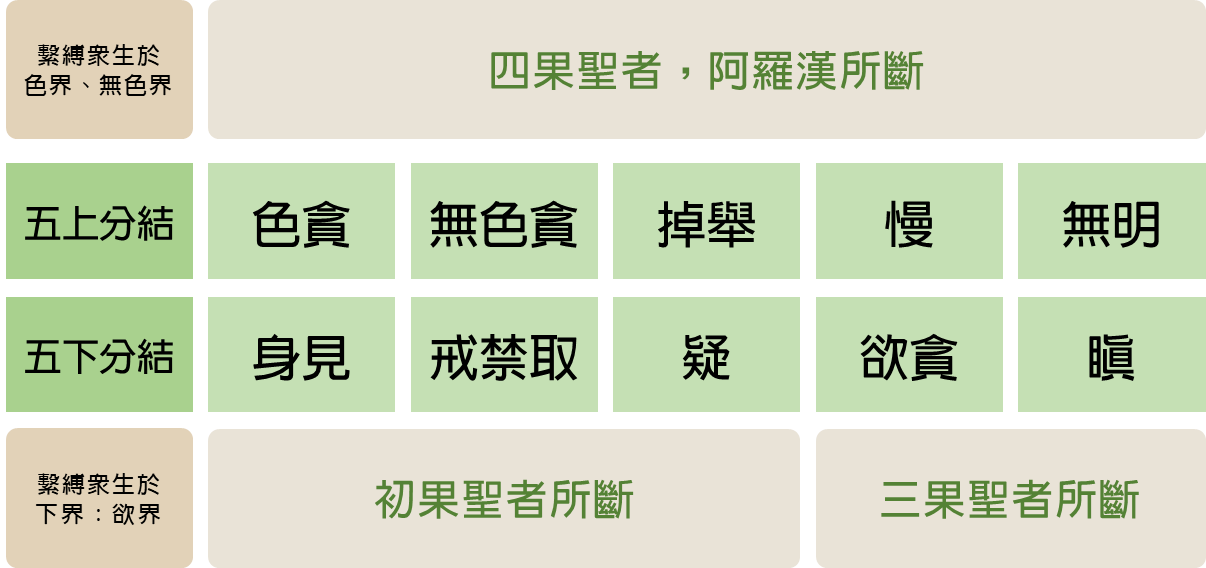 繫縛衆生於
色界、無色界
四果聖者，阿羅漢所斷
五上分結
色貪
無色貪
掉舉
慢
無明
五下分結
身見
戒禁取
疑
欲貪
瞋
繫縛衆生於
下界：欲界
初果聖者所斷
三果聖者所斷